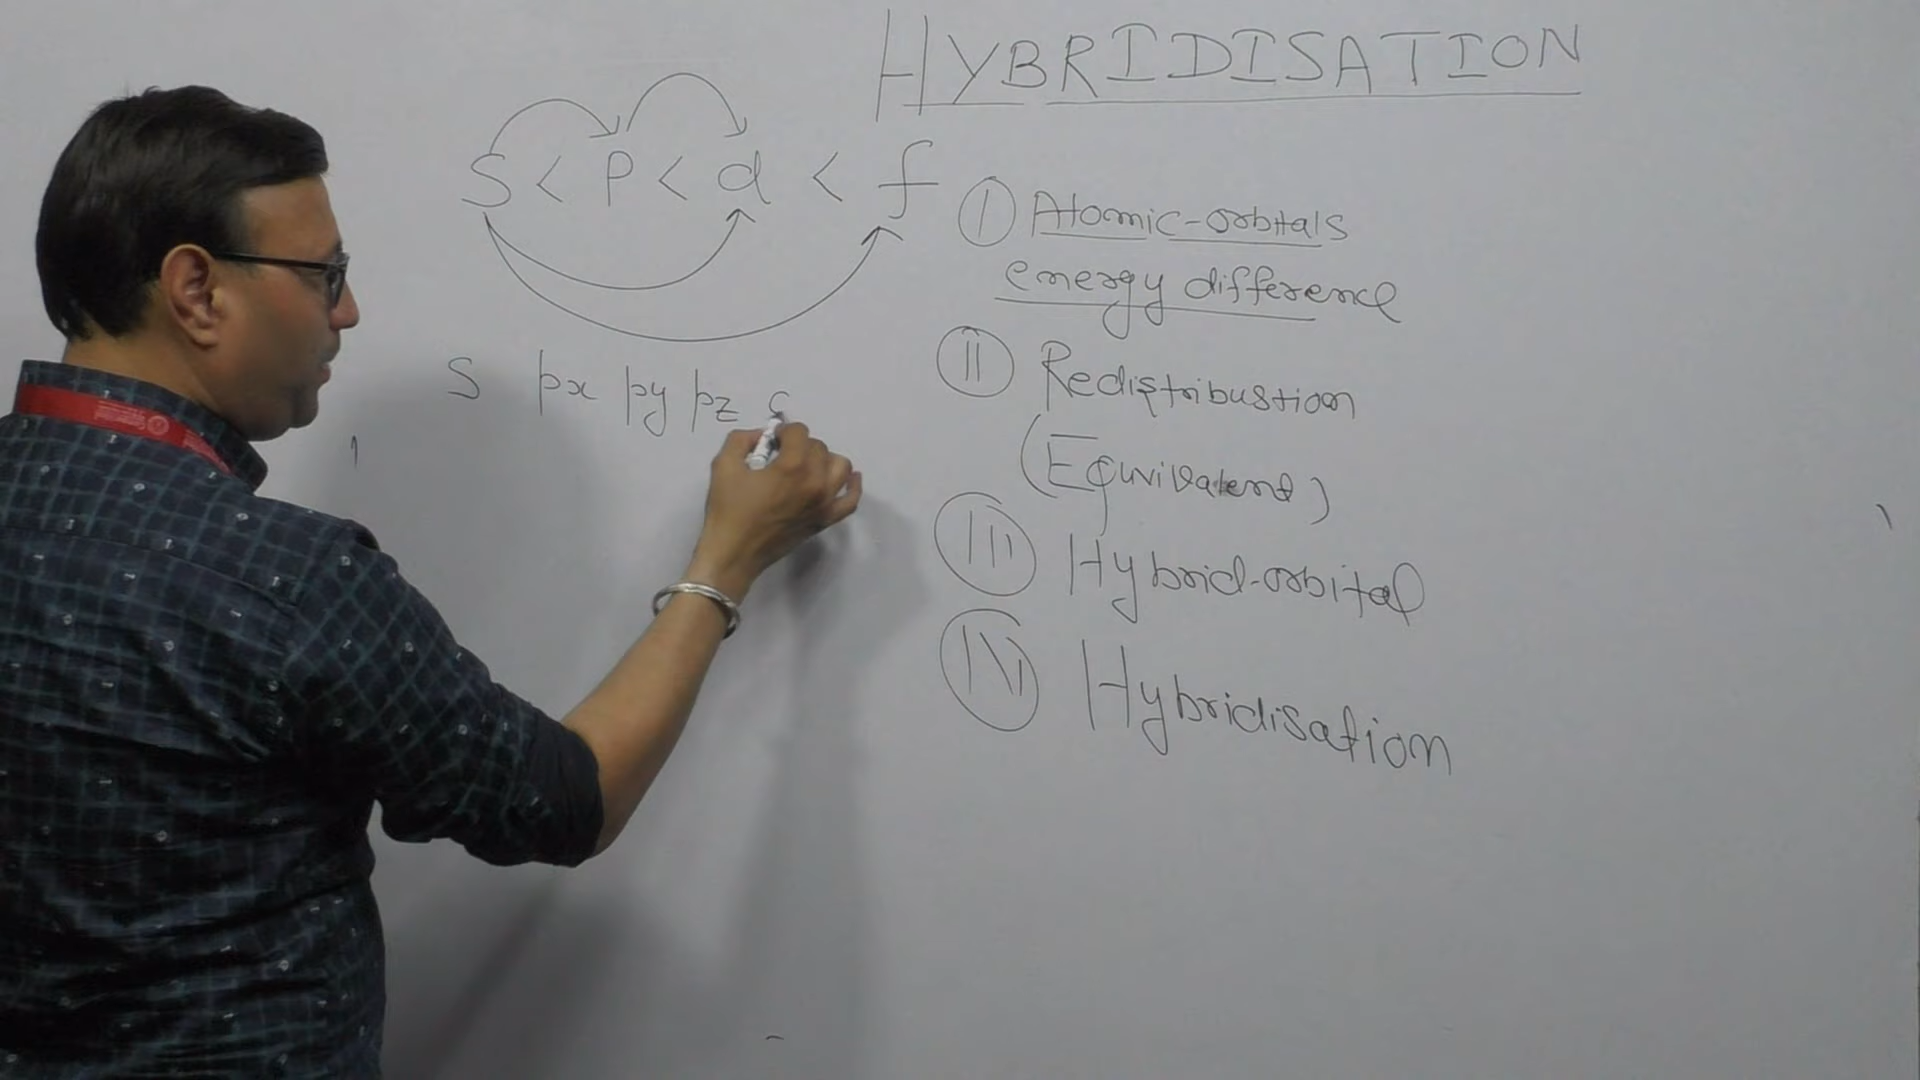 HYBRIDISATION
S < P < d < f
I Atomic-orbitals
energy difference
S px py pz
II Redistribustion
(Equivalent)
III Hybrid-orbital
IV Hybridisation